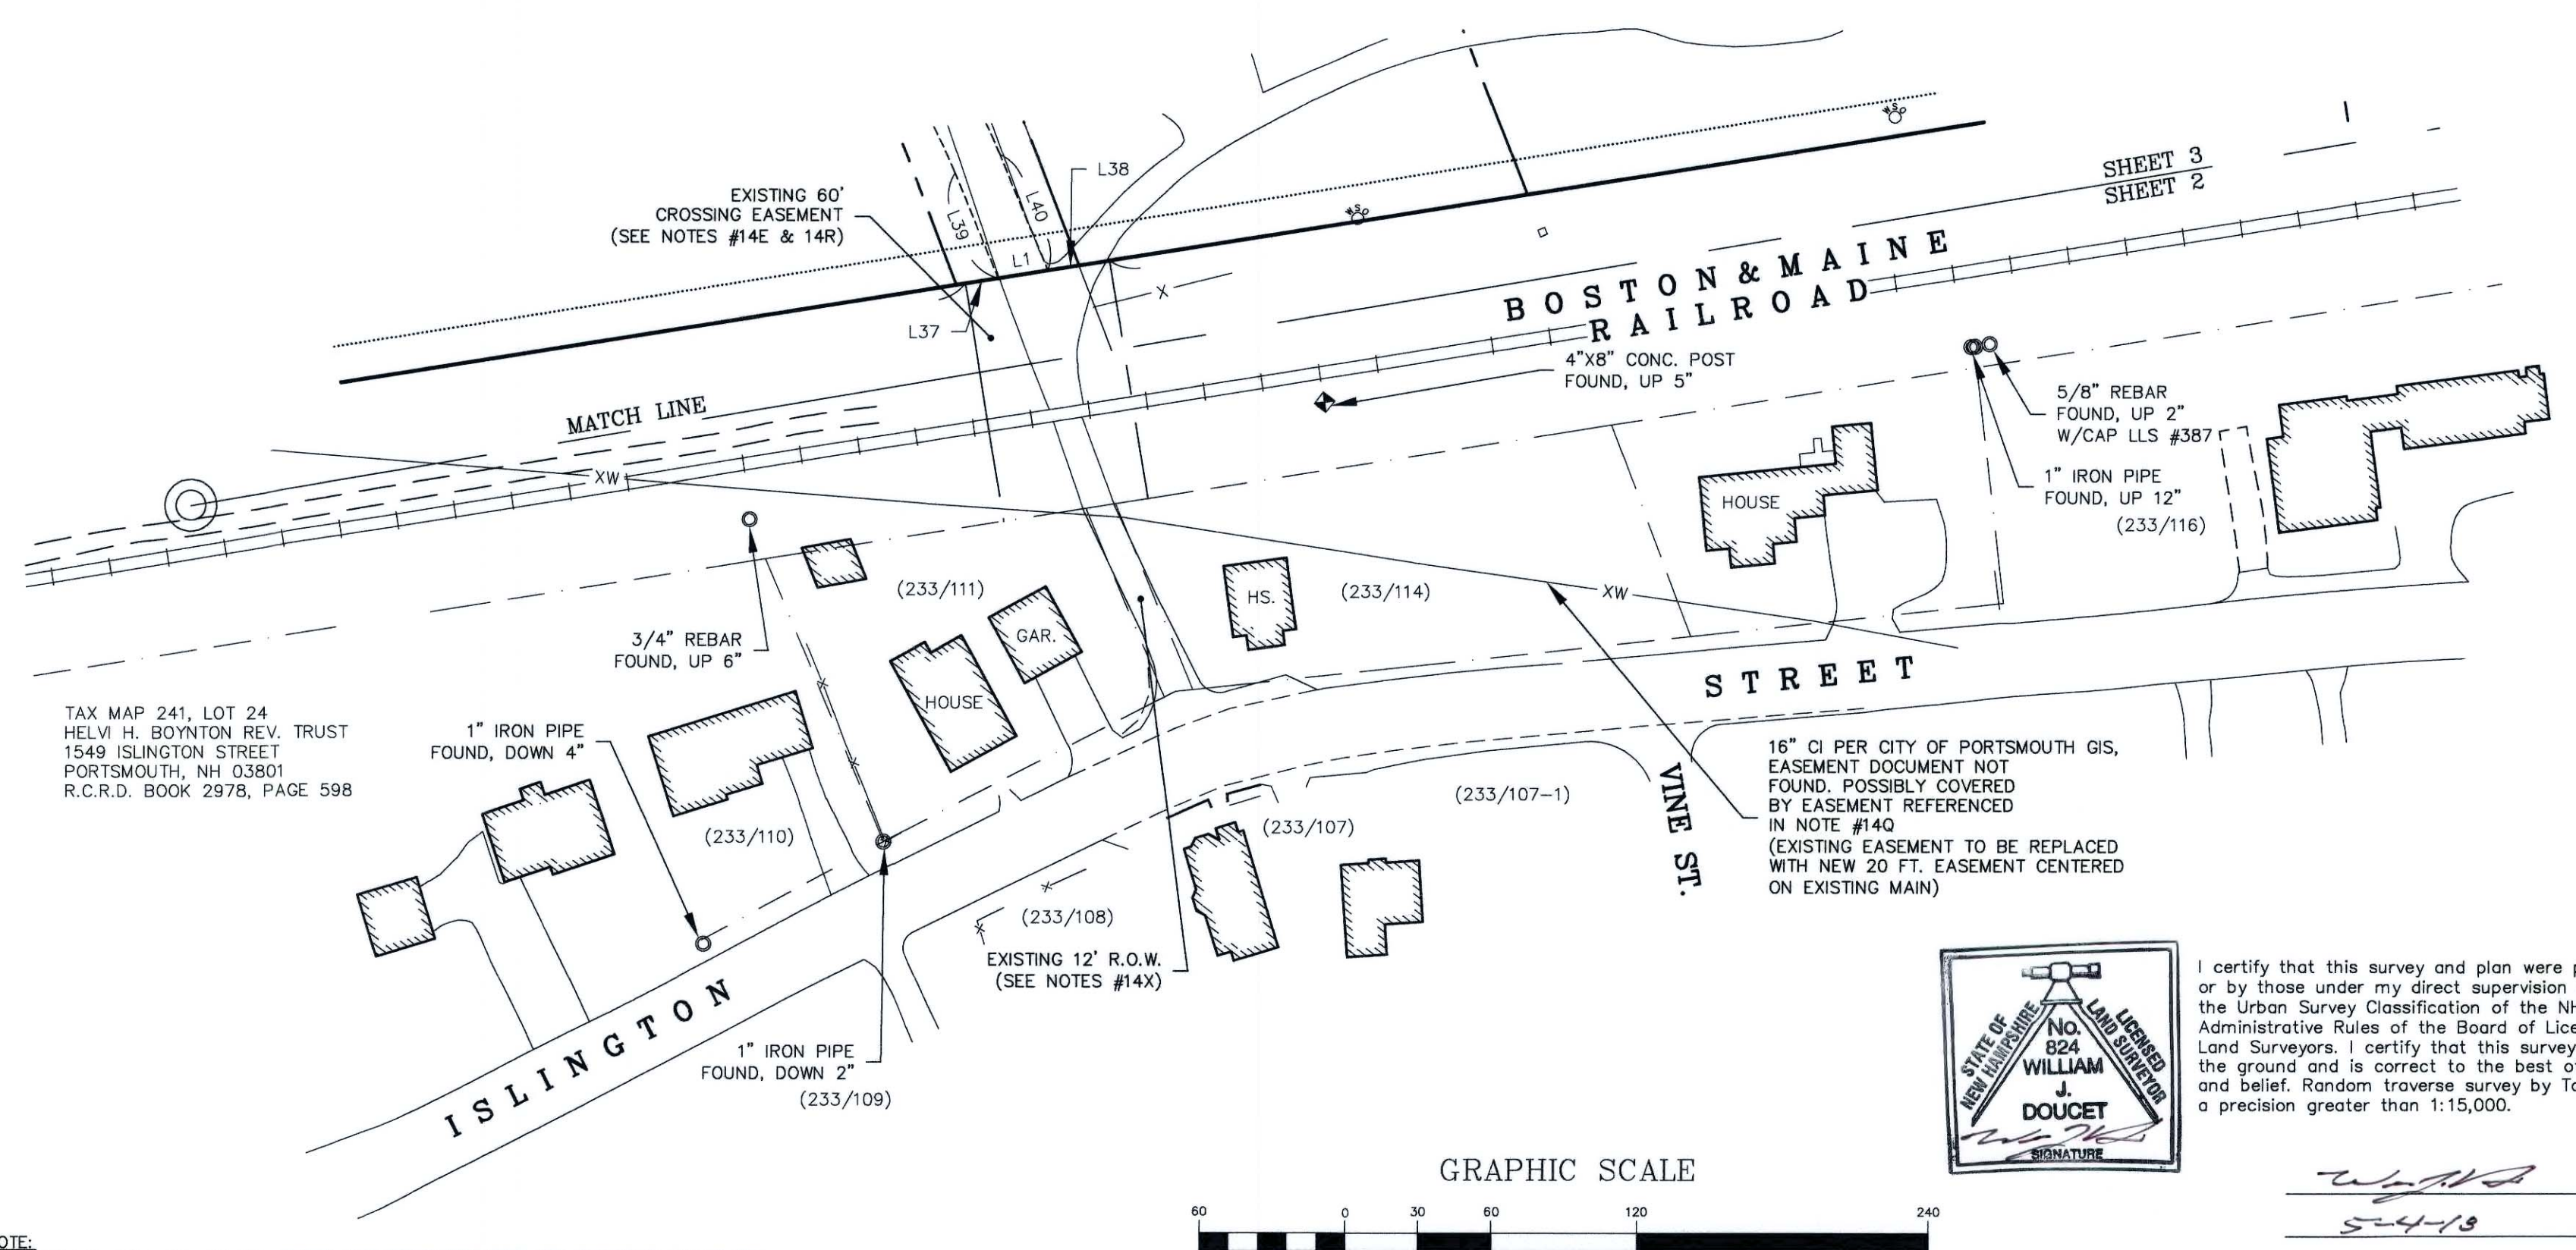 EXISTING 60'
CROSSING EASEMENT
(SEE NOTES #14E & 14R)
L39
L40
L38
L1
L37
X
SHEET 3
SHEET 2
BOSTON & MAINE
RAILROAD
4"X8" CONC. POST
FOUND, UP 5"
MATCH LINE
XW
5/8" REBAR
FOUND, UP 2"
W/CAP LLS #387
1" IRON PIPE
FOUND, UP 12"
(233/116)
HOUSE
(233/111)
HS.
(233/114)
XW
GAR.
HOUSE
3/4" REBAR
FOUND, UP 6"
STREET
TAX MAP 241, LOT 24
HELVI H. BOYNTON REV. TRUST
1549 ISLINGTON STREET
PORTSMOUTH, NH 03801
R.C.R.D. BOOK 2978, PAGE 598
1" IRON PIPE
FOUND, DOWN 4"
(233/110)
(233/107-1)
(233/107)
VINE ST.
16" CI PER CITY OF PORTSMOUTH GIS,
EASEMENT DOCUMENT NOT
FOUND. POSSIBLY COVERED
BY EASEMENT REFERENCED
IN NOTE #14Q
(EXISTING EASEMENT TO BE REPLACED
WITH NEW 20 FT. EASEMENT CENTERED
ON EXISTING MAIN)
(233/108)
EXISTING 12' R.O.W.
(SEE NOTES #14X)
ISLINGTON
1" IRON PIPE
FOUND, DOWN 2"
(233/109)
STATE OF
NEW HAMPSHIRE
LICENSED
LAND SURVEYOR
No.
824
WILLIAM
J.
DOUCET
SIGNATURE
I certify that this survey and plan were
or by those under my direct supervision
the Urban Survey Classification of the
Administrative Rules of the Board of
Land Surveyors. I certify that this survey
the ground and is correct to the best
and belief. Random traverse survey by
a precision greater than 1:15,000.
5-4-13
GRAPHIC SCALE
60 0 30 60 120 240